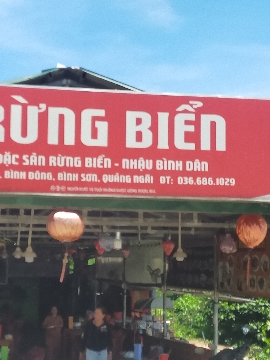 RỪNG BIỂN
ĐẶC SẢN RỪNG BIỂN - NHẬU BÌNH DÂN
BÌNH ĐÔNG, BÌNH SƠN, QUẢNG NGÃI ĐT: 036.686.1029